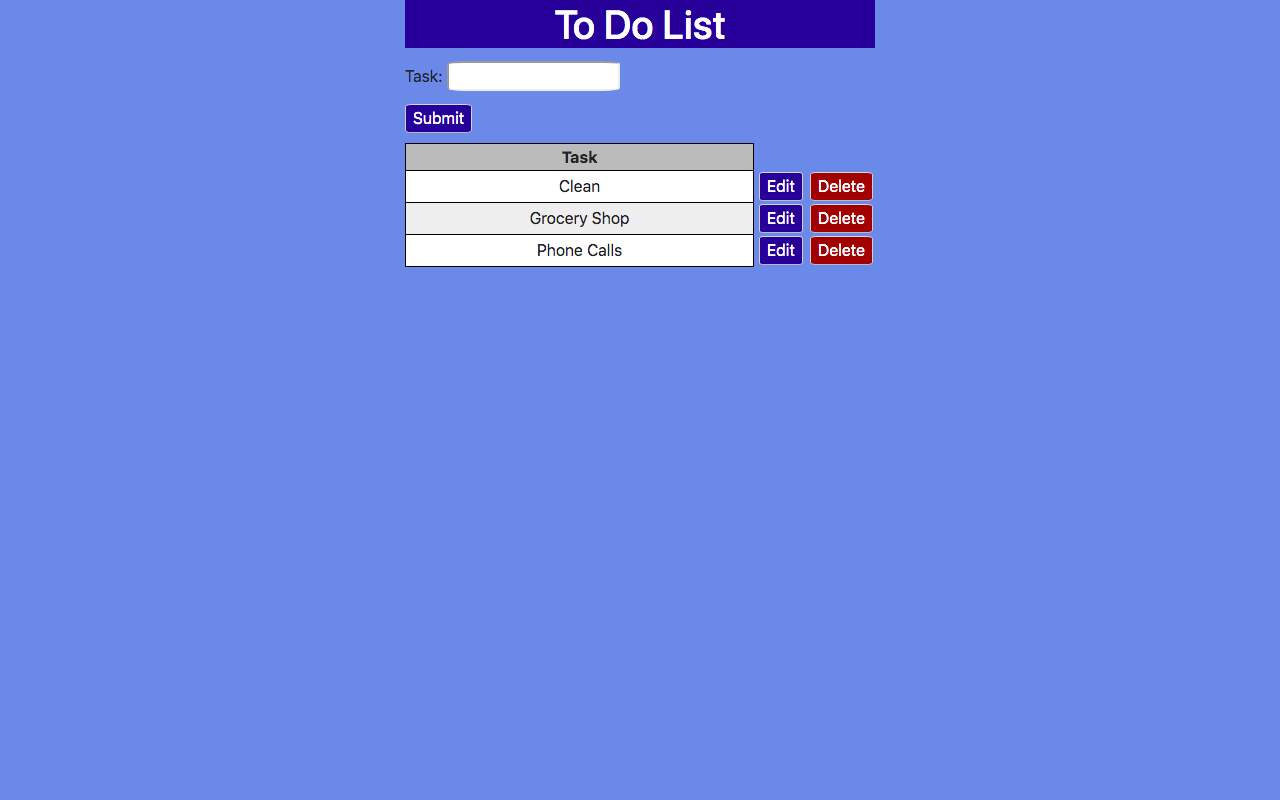 To Do List
Task:
Submit
Task
Clean Edit Delete
Grocery Shop Edit Delete
Phone Calls Edit Delete